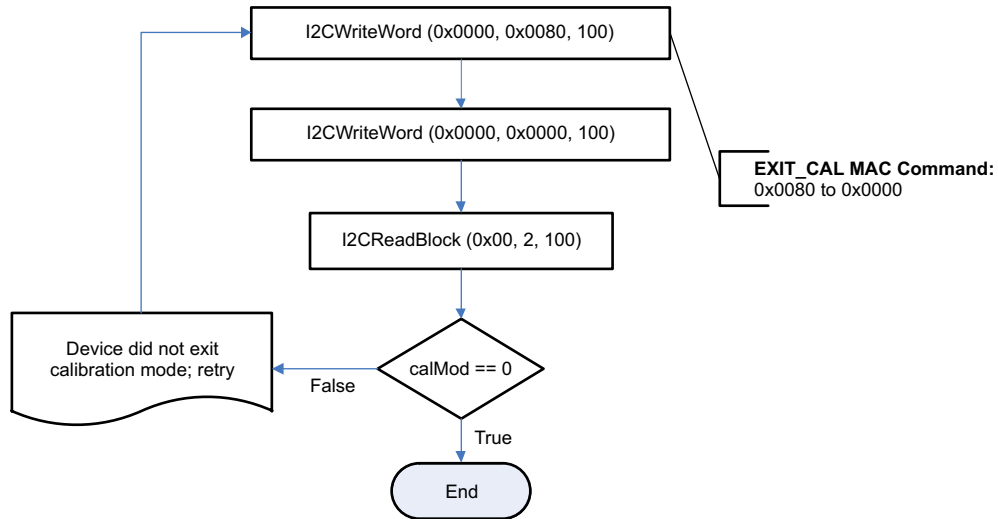 I2CWriteWord (0x0000, 0x0080, 100)
I2CWriteWord (0x0000, 0x0000, 100)
EXIT_CAL MAC Command:
0x0080 to 0x0000
I2CReadBlock (0x00, 2, 100)
Device did not exit
calibration mode; retry
calMod == 0
False
True
End